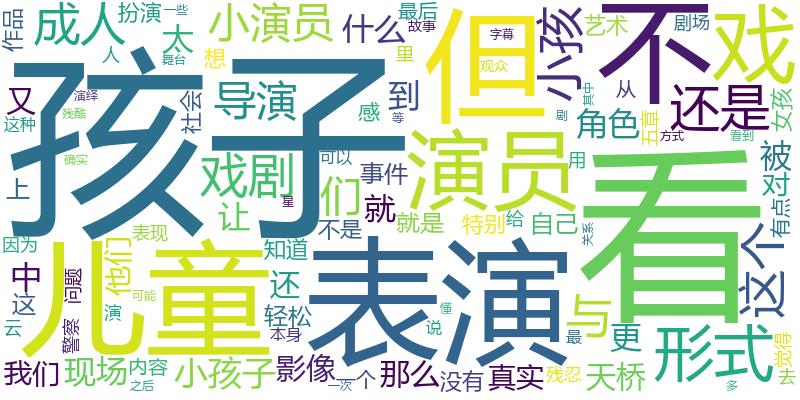 作品
成人
扮演
一些
小演员
什么
最后
故事
艺术
剧场
人
太
舞台
想
里
字幕
但
小孩
不
戏
又
这种
演绎
残酷
孩子
社会
导演
感
到
等
观众
从
其中
还是
女孩
上
确实
戏剧
可以
演员
剧
角色
五章
方式
看到
看
被
用
对
有点
让
星
们
事件
就
因为
表现
不是
就是
特别
给
自己
关系
这个
中
这
问题
他们
儿童
知道
还
表演
与
云
警察
演
可能
轻松
本身
懂
说
最
更
形式
觉得
我们
现场
内容
之后
小孩子
影像
一次
个
那么
没有
真实
残忍
天桥
多
去